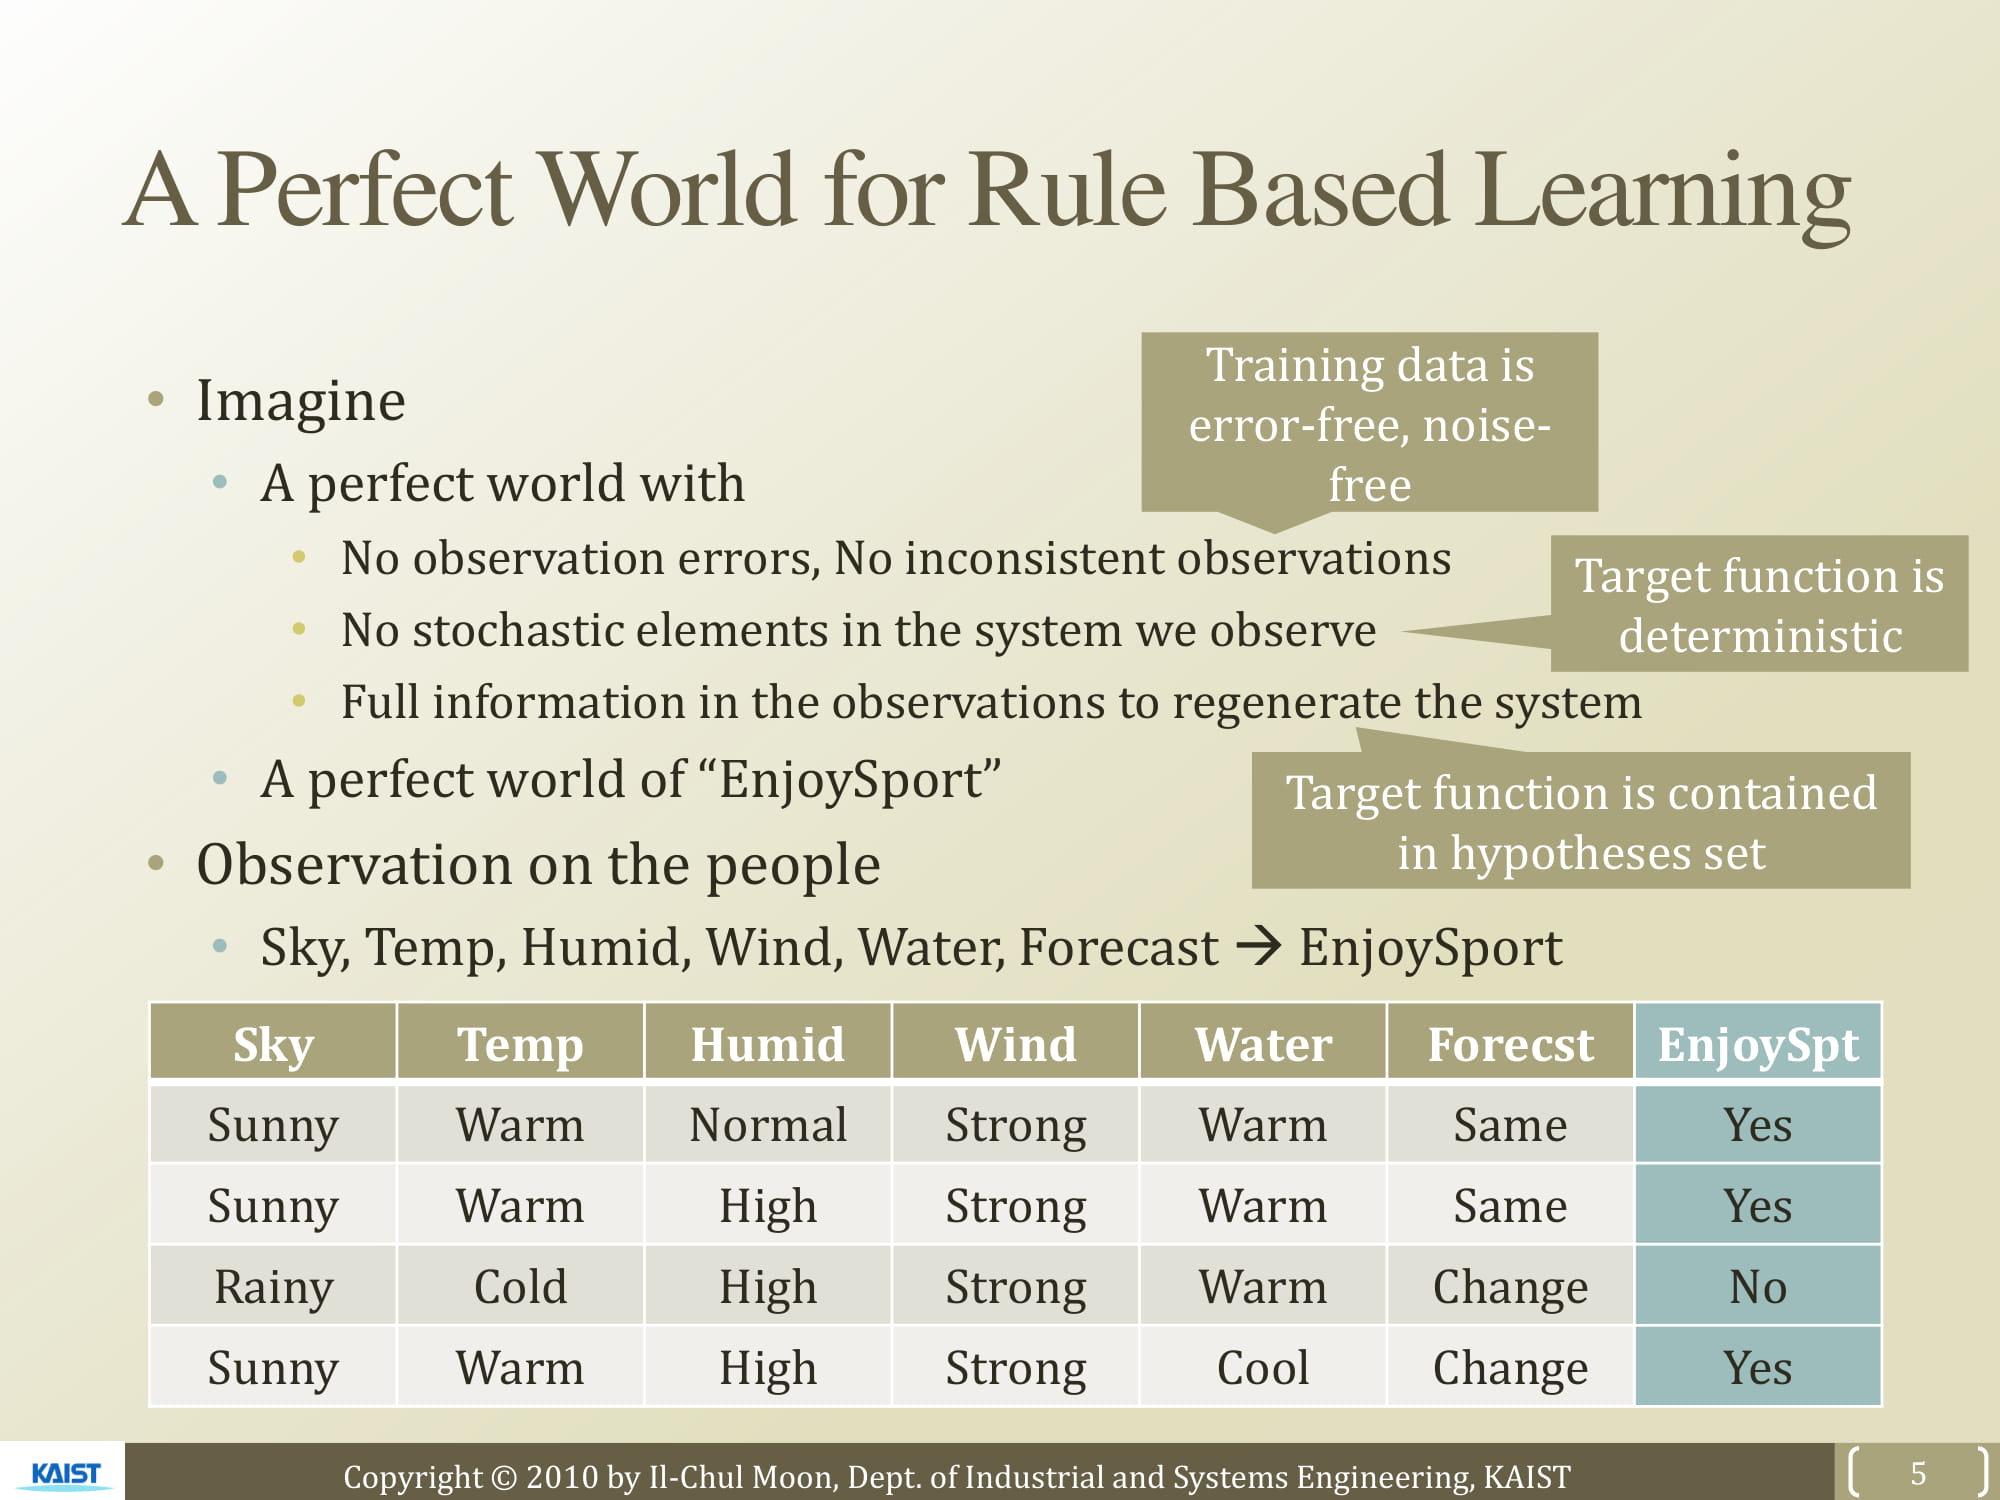 A Perfect World for Rule Based Learning
• Imagine
• A perfect world with
Training data is
error-free, noise-
free
• No observation errors, No inconsistent observations
• No stochastic elements in the system we observe
Target function is
deterministic
• Full information in the observations to regenerate the system
• A perfect world of “EnjoySport”
Target function is contained
in hypotheses set
• Observation on the people
• Sky, Temp, Humid, Wind, Water, Forecast → EnjoySport
Sky Temp Humid Wind Water Forecst EnjoySpt
Sunny Warm Normal Strong Warm Same Yes
Sunny Warm High Strong Warm Same Yes
Rainy Cold High Strong Warm Change No
Sunny Warm High Strong Cool Change Yes
KAIST
Copyright © 2010 by Il-Chul Moon, Dept. of Industrial and Systems Engineering, KAIST
5